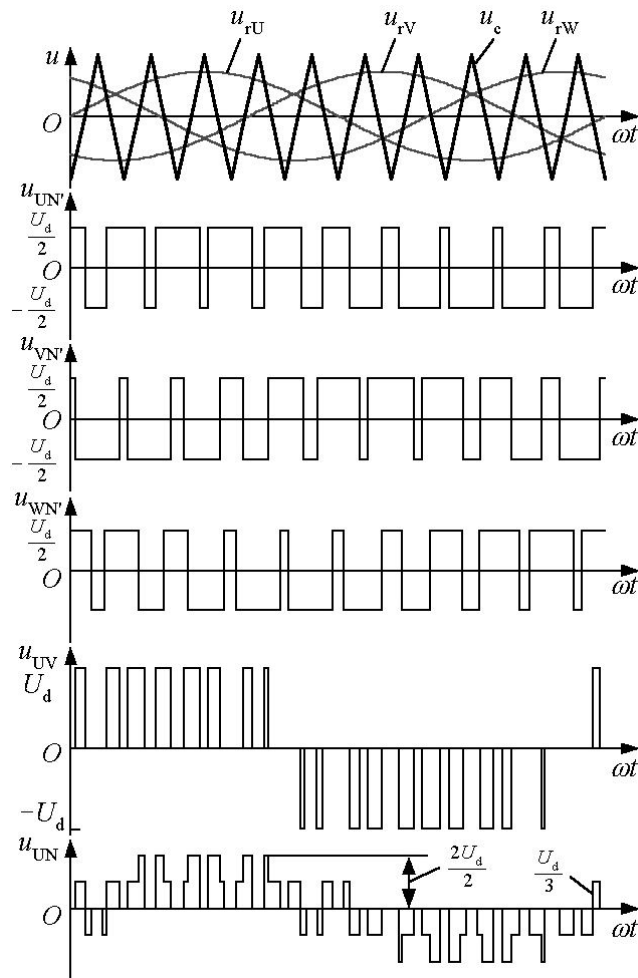 u_rU u_rV u_c u_rW
u
O
ωt
u_UN'
U_d/2
O
ωt
-U_d/2
u_VN'
U_d/2
O
ωt
-U_d/2
u_WN'
U_d/2
O
ωt
u_UV
U_d
O
ωt
-U_d
u_UN
2U_d/2
U_d/3
O
ωt